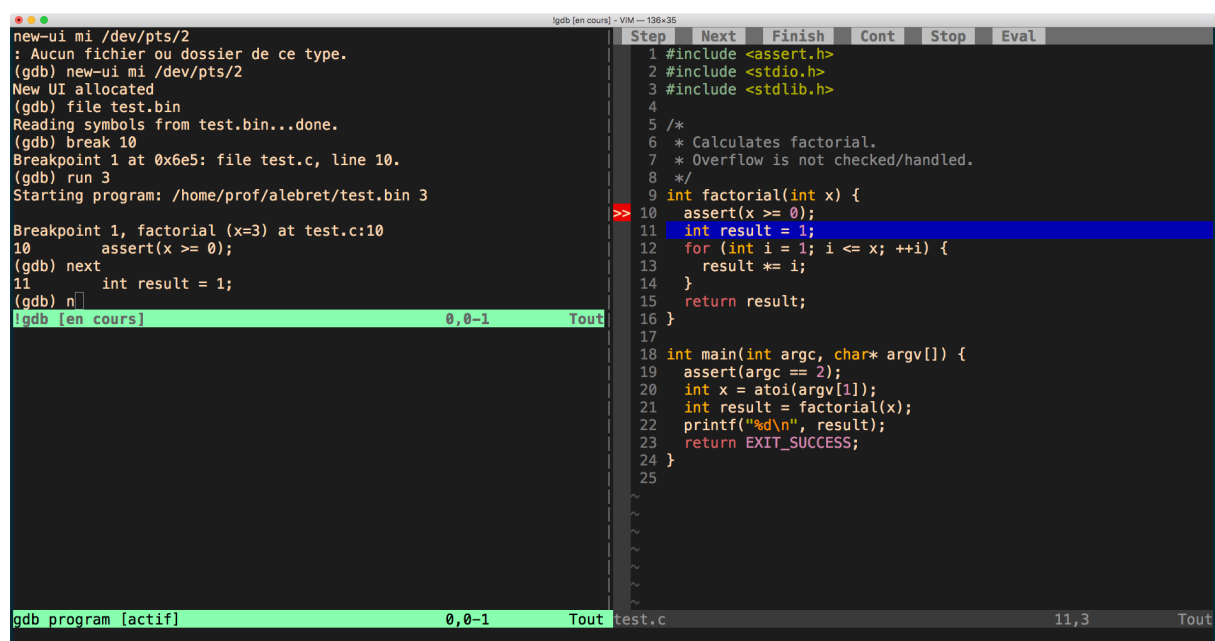 !gdb [en cours] - VIM — 136×35
new-ui mi /dev/pts/2
: Aucun fichier ou dossier de ce type.
(gdb) new-ui mi /dev/pts/2
New UI allocated
(gdb) file test.bin
Reading symbols from test.bin...done.
(gdb) break 10
Breakpoint 1 at 0x6e5: file test.c, line 10.
(gdb) run 3
Starting program: /home/prof/alebret/test.bin 3
Breakpoint 1, factorial (x=3) at test.c:10
10        assert(x >= 0);
(gdb) next
11        int result = 1;
(gdb) n
!gdb [en cours] 0,0-1 Tout
gdb program [actif] 0,0-1 Tout
Step Next Finish Cont Stop Eval
1 #include <assert.h>
2 #include <stdio.h>
3 #include <stdlib.h>
4
5 /*
6  * Calculates factorial.
7  * Overflow is not checked/handled.
8  */
9 int factorial(int x) {
>> 10   assert(x >= 0);
11   int result = 1;
12   for (int i = 1; i <= x; ++i) {
13     result *= i;
14   }
15   return result;
16 }
17
18 int main(int argc, char* argv[]) {
19   assert(argc == 2);
20   int x = atoi(argv[1]);
21   int result = factorial(x);
22   printf("%d\n", result);
23   return EXIT_SUCCESS;
24 }
25
~
~
~
~
~
~
~
test.c 11,3 Tout